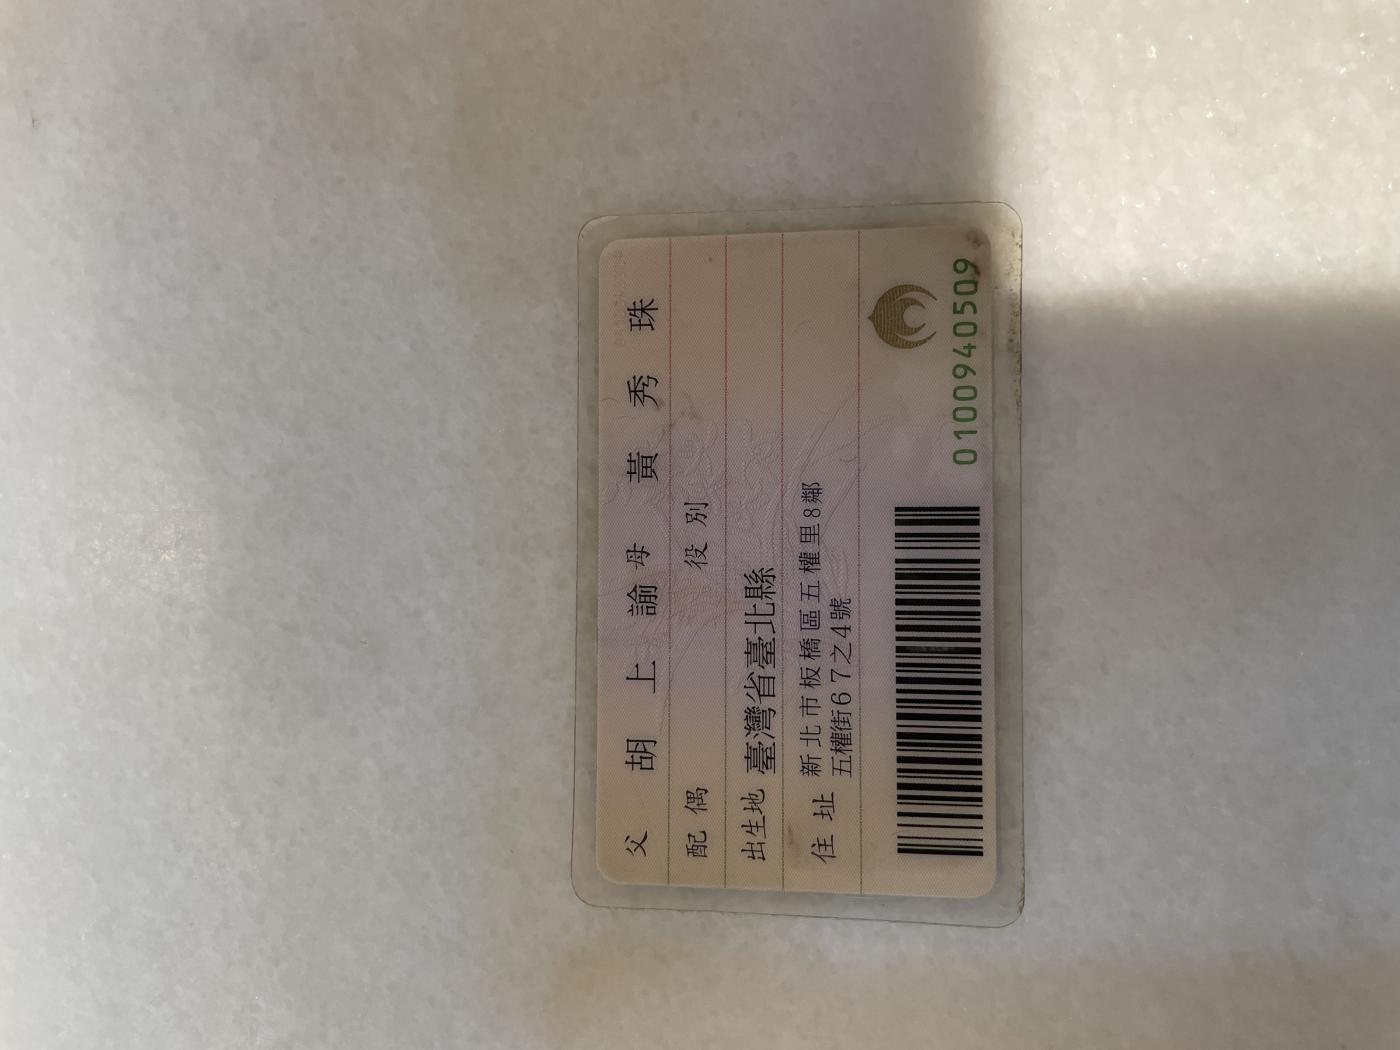 父 胡上諭 母 黃秀珠
配偶 役別
出生地 臺灣省臺北縣
住址 新北市板橋區五權里8鄰
五權街67之4號
0100940509